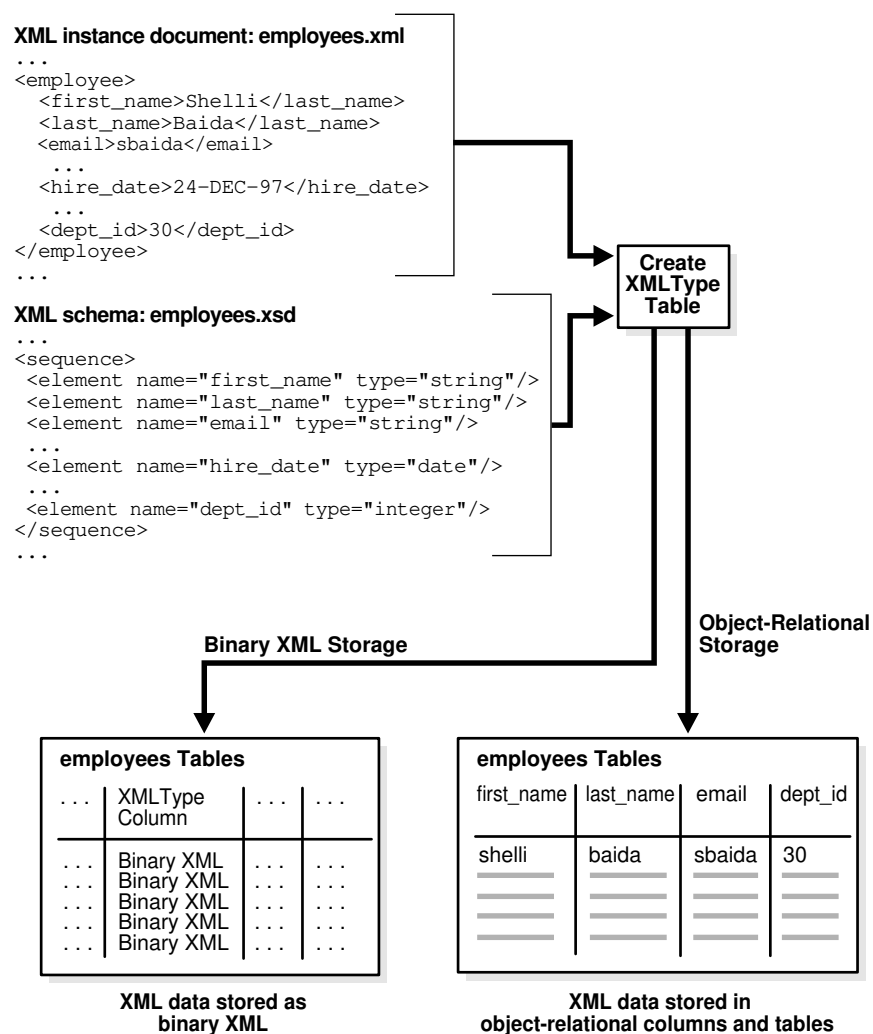 XML instance document: employees.xml
...
<employee>
<first_name>Shelli</last_name>
<last_name>Baida</last_name>
<email>sbaida</email>
...
<hire_date>24-DEC-97</hire_date>
...
<dept_id>30</dept_id>
</employee>
...
Create
XMLType
Table
XML schema: employees.xsd
...
<sequence>
<element name="first_name" type="string"/>
<element name="last_name" type="string"/>
<element name="email" type="string"/>
...
<element name="hire_date" type="date"/>
...
<element name="dept_id" type="integer"/>
</sequence>
...
Binary XML Storage
Object-Relational
Storage
employees Tables
... XMLType ... ...
Column
... Binary XML ... ...
... Binary XML ... ...
... Binary XML ... ...
... Binary XML ... ...
... Binary XML ... ...
XML data stored as
binary XML
employees Tables
first_name last_name email dept_id
shelli baida sbaida 30
XML data stored in
object-relational columns and tables